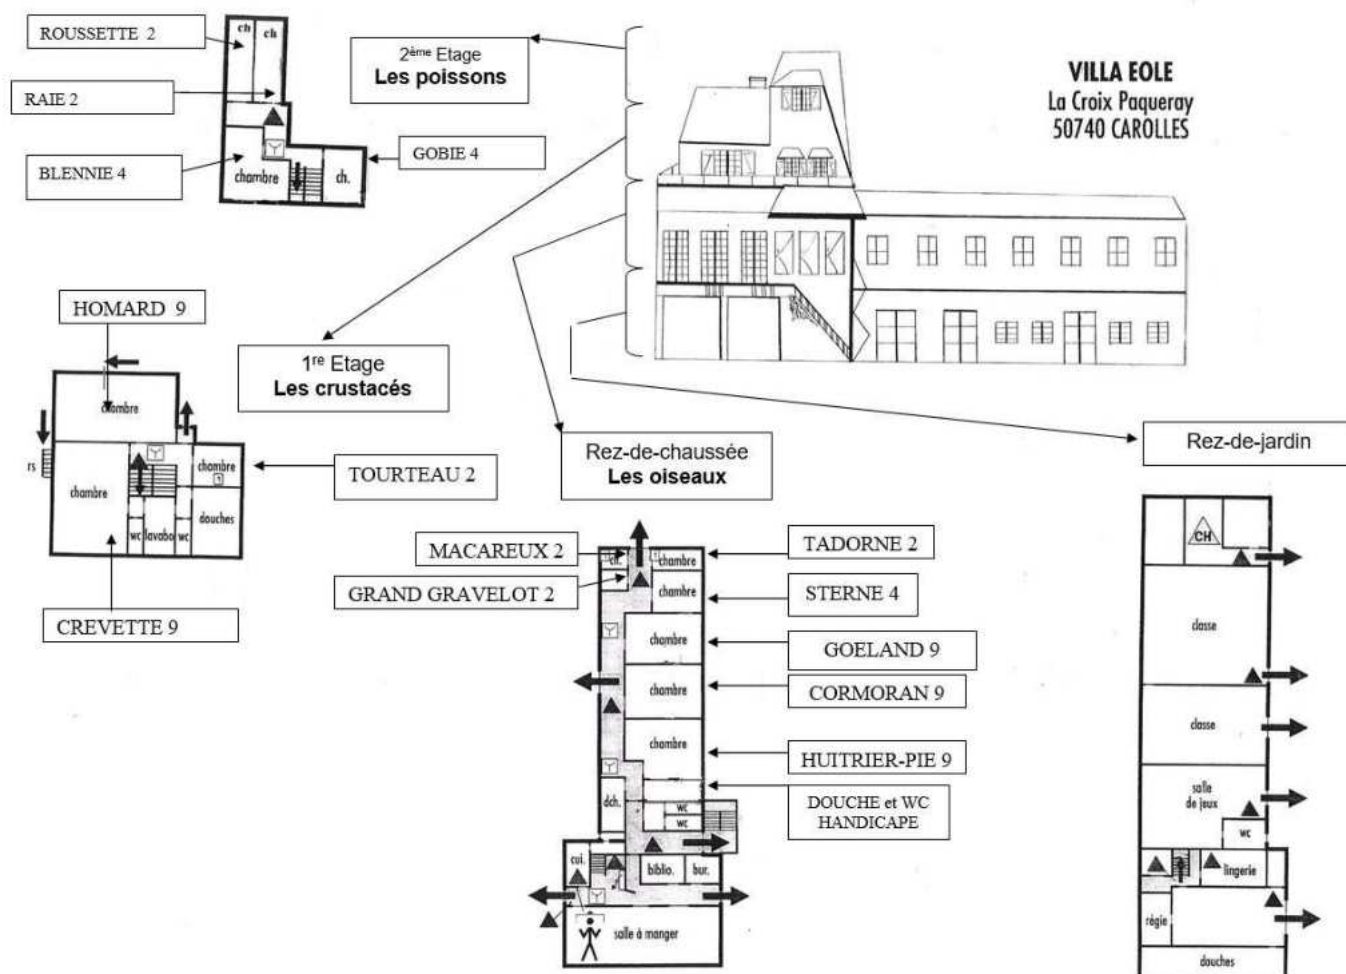 ROUSSETTE 2
RAIE 2
BLENNIE 4
ch
ch
chambre
ch.
GOBIE 4
2ème Etage
Les poissons
VILLA EOLE
La Croix Paqueray
50740 CAROLLES
HOMARD 9
1re Etage
Les crustacés
chambre
rs
chambre
chambre
wc
lavabo
wc
douches
TOURTEAU 2
CREVETTE 9
Rez-de-chaussée
Les oiseaux
MACAREUX 2
GRAND GRAVELOT 2
ch.
chambre
chambre
chambre
chambre
chambre
dch.
wc
wc
cui.
biblio.
bur.
salle à manger
TADORNE 2
STERNE 4
GOELAND 9
CORMORAN 9
HUITRIER-PIE 9
DOUCHE et WC
HANDICAPE
Rez-de-jardin
CH
classe
classe
salle
de jeux
wc
lingerie
régie
douches